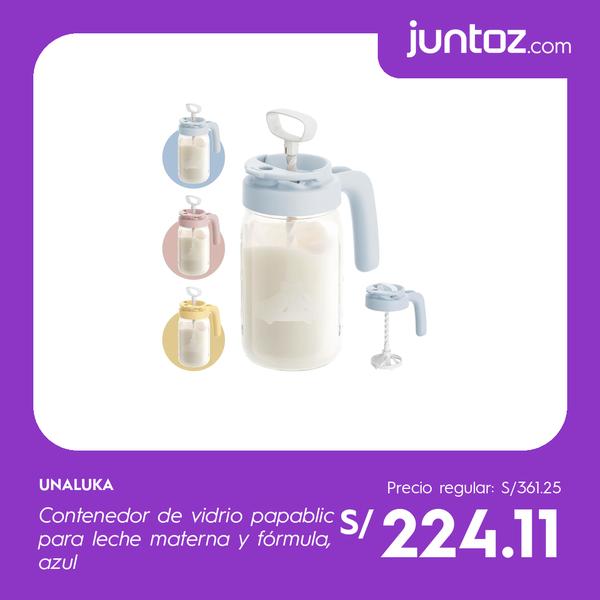 juntoz.com
UNALUKA
Precio regular: S/361.25
Contenedor de vidrio papablic
para leche materna y fórmula,
azul
S/ 224.11